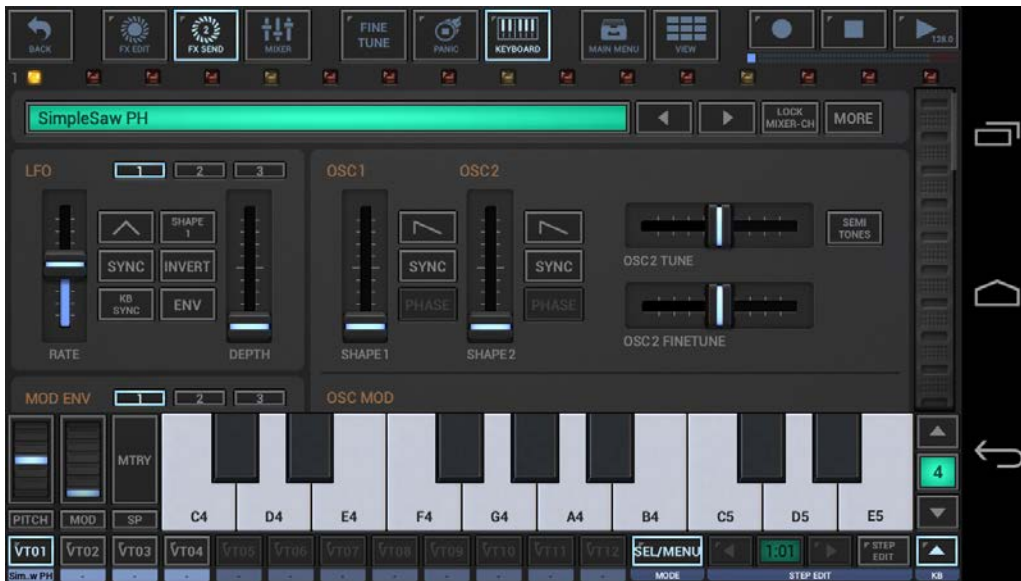 BACK FX EDIT 2 FX SEND MIXER FINE TUNE PANIC KEYBOARD MAIN MENU VIEW 128.0
1
SimpleSaw PH LOCK MIXER-CH MORE
LFO 1 2 3 OSC1 OSC2
SHAPE 1 SEMI TONES
SYNC INVERT SYNC SYNC OSC2 TUNE
KB SYNC ENV PHASE PHASE
RATE DEPTH SHAPE1 SHAPE2 OSC2 FINETUNE
MOD ENV 1 2 3 OSC MOD
MTRY 4
PITCH MOD SP C4 D4 E4 F4 G4 A4 B4 C5 D5 E5
VT01 VT02 VT03 VT04 VT05 VT06 VT07 VT08 VT09 VT10 VT11 VT12 SEL/MENU 1:01 STEP EDIT
Sim..w PH - - - - - - - - - - - MODE STEP EDIT KB